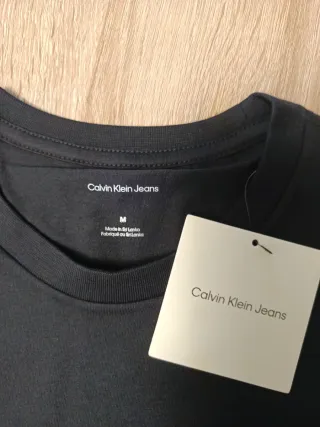 Calvin Klein Jeans
M
Made in Sri Lanka
Fabriqué au Sri Lanka
Calvin Klein Jeans